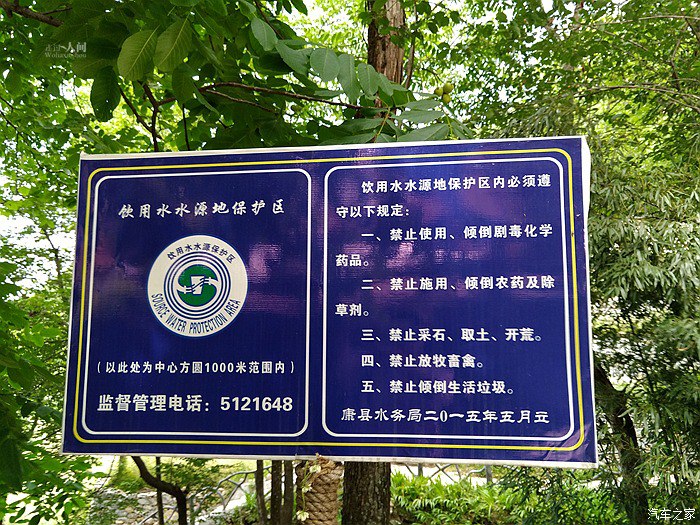 饮用水水源地保护区
饮用水水源保护区
SOURCE WATER PROTECTION AREA
（以此处为中心方圆1000米范围内）
监督管理电话：5121648
饮用水水源地保护区内必须遵
守以下规定：
一、禁止使用、倾倒剧毒化学
药品。
二、禁止施用、倾倒农药及除
草剂。
三、禁止采石、取土、开荒。
四、禁止放牧畜禽。
五、禁止倾倒生活垃圾。
康县水务局二0一五年五月立
汽车之家